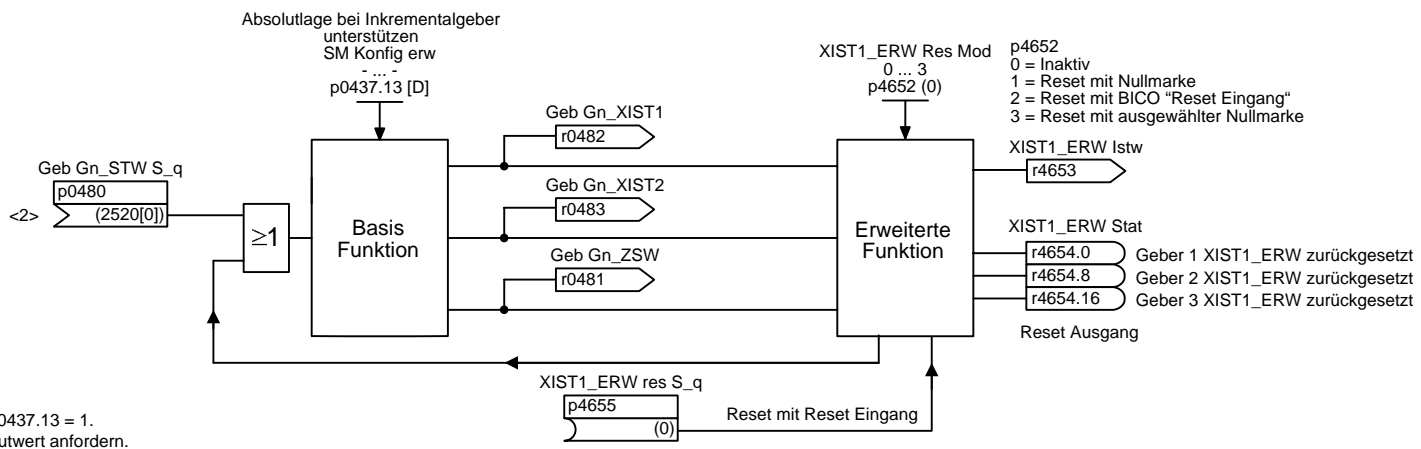 Absolutlage bei Inkrementalgeber
unterstützen
SM Konfig erw
- ... -
p0437.13 [D]
XIST1_ERW Res Mod
0 ... 3
p4652 (0)
p4652
0 = Inaktiv
1 = Reset mit Nullmarke
2 = Reset mit BICO "Reset Eingang"
3 = Reset mit ausgewählter Nullmarke
Geb Gn_XIST1
r0482
XIST1_ERW Istw
r4653
Geb Gn_STW S_q
p0480
<2>
(2520[0])
≥1
Basis
Funktion
Geb Gn_XIST2
r0483
Geb Gn_ZSW
r0481
Erweiterte
Funktion
XIST1_ERW Stat
r4654.0 Geber 1 XIST1_ERW zurückgesetzt
r4654.8 Geber 2 XIST1_ERW zurückgesetzt
r4654.16 Geber 3 XIST1_ERW zurückgesetzt
Reset Ausgang
XIST1_ERW res S_q
p4655
(0)
Reset mit Reset Eingang
0437.13 = 1.
utwert anfordern.